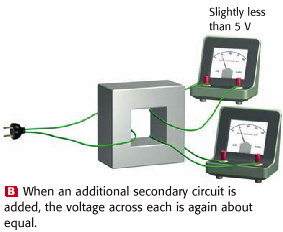 Slightly less
than 5 V
B When an additional secondary circuit is
added, the voltage across each is again about
equal.